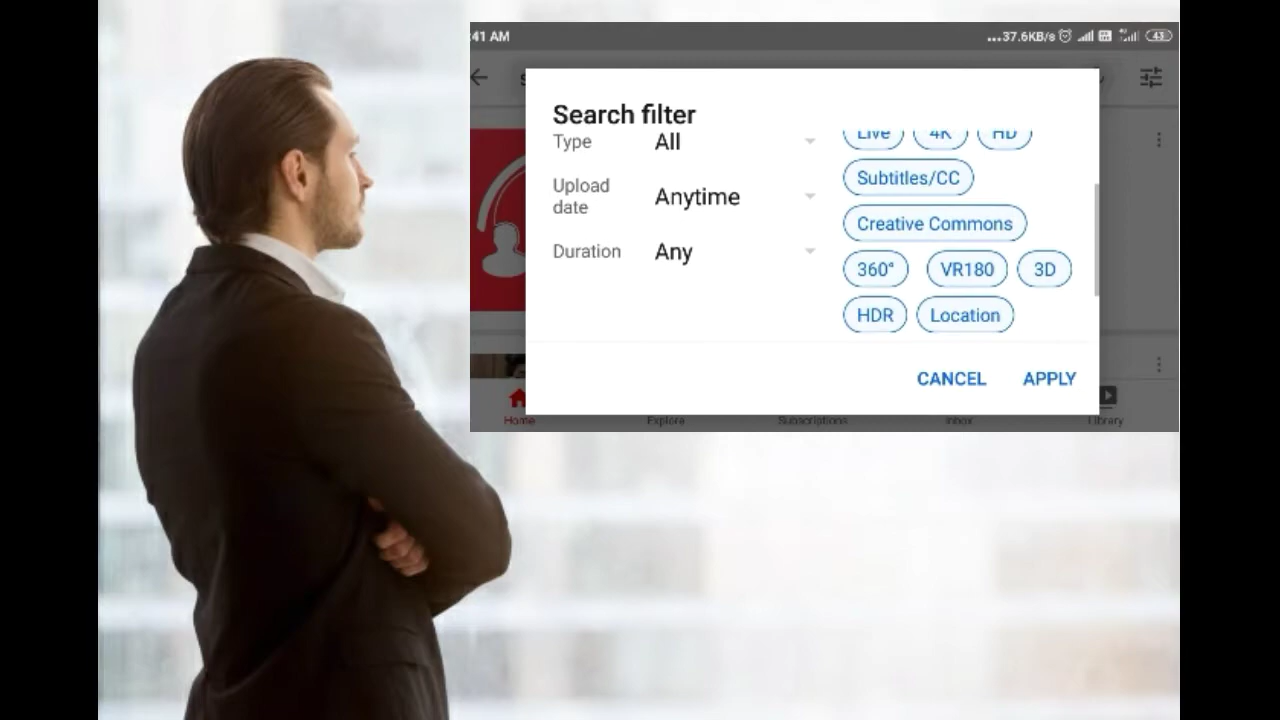 :41 AM
...37.6KB/s 43
Search filter
Type All
Upload date Anytime
Duration Any
Live 4K HD
Subtitles/CC
Creative Commons
360° VR180 3D
HDR Location
CANCEL APPLY
Home Explore Subscriptions Inbox Library